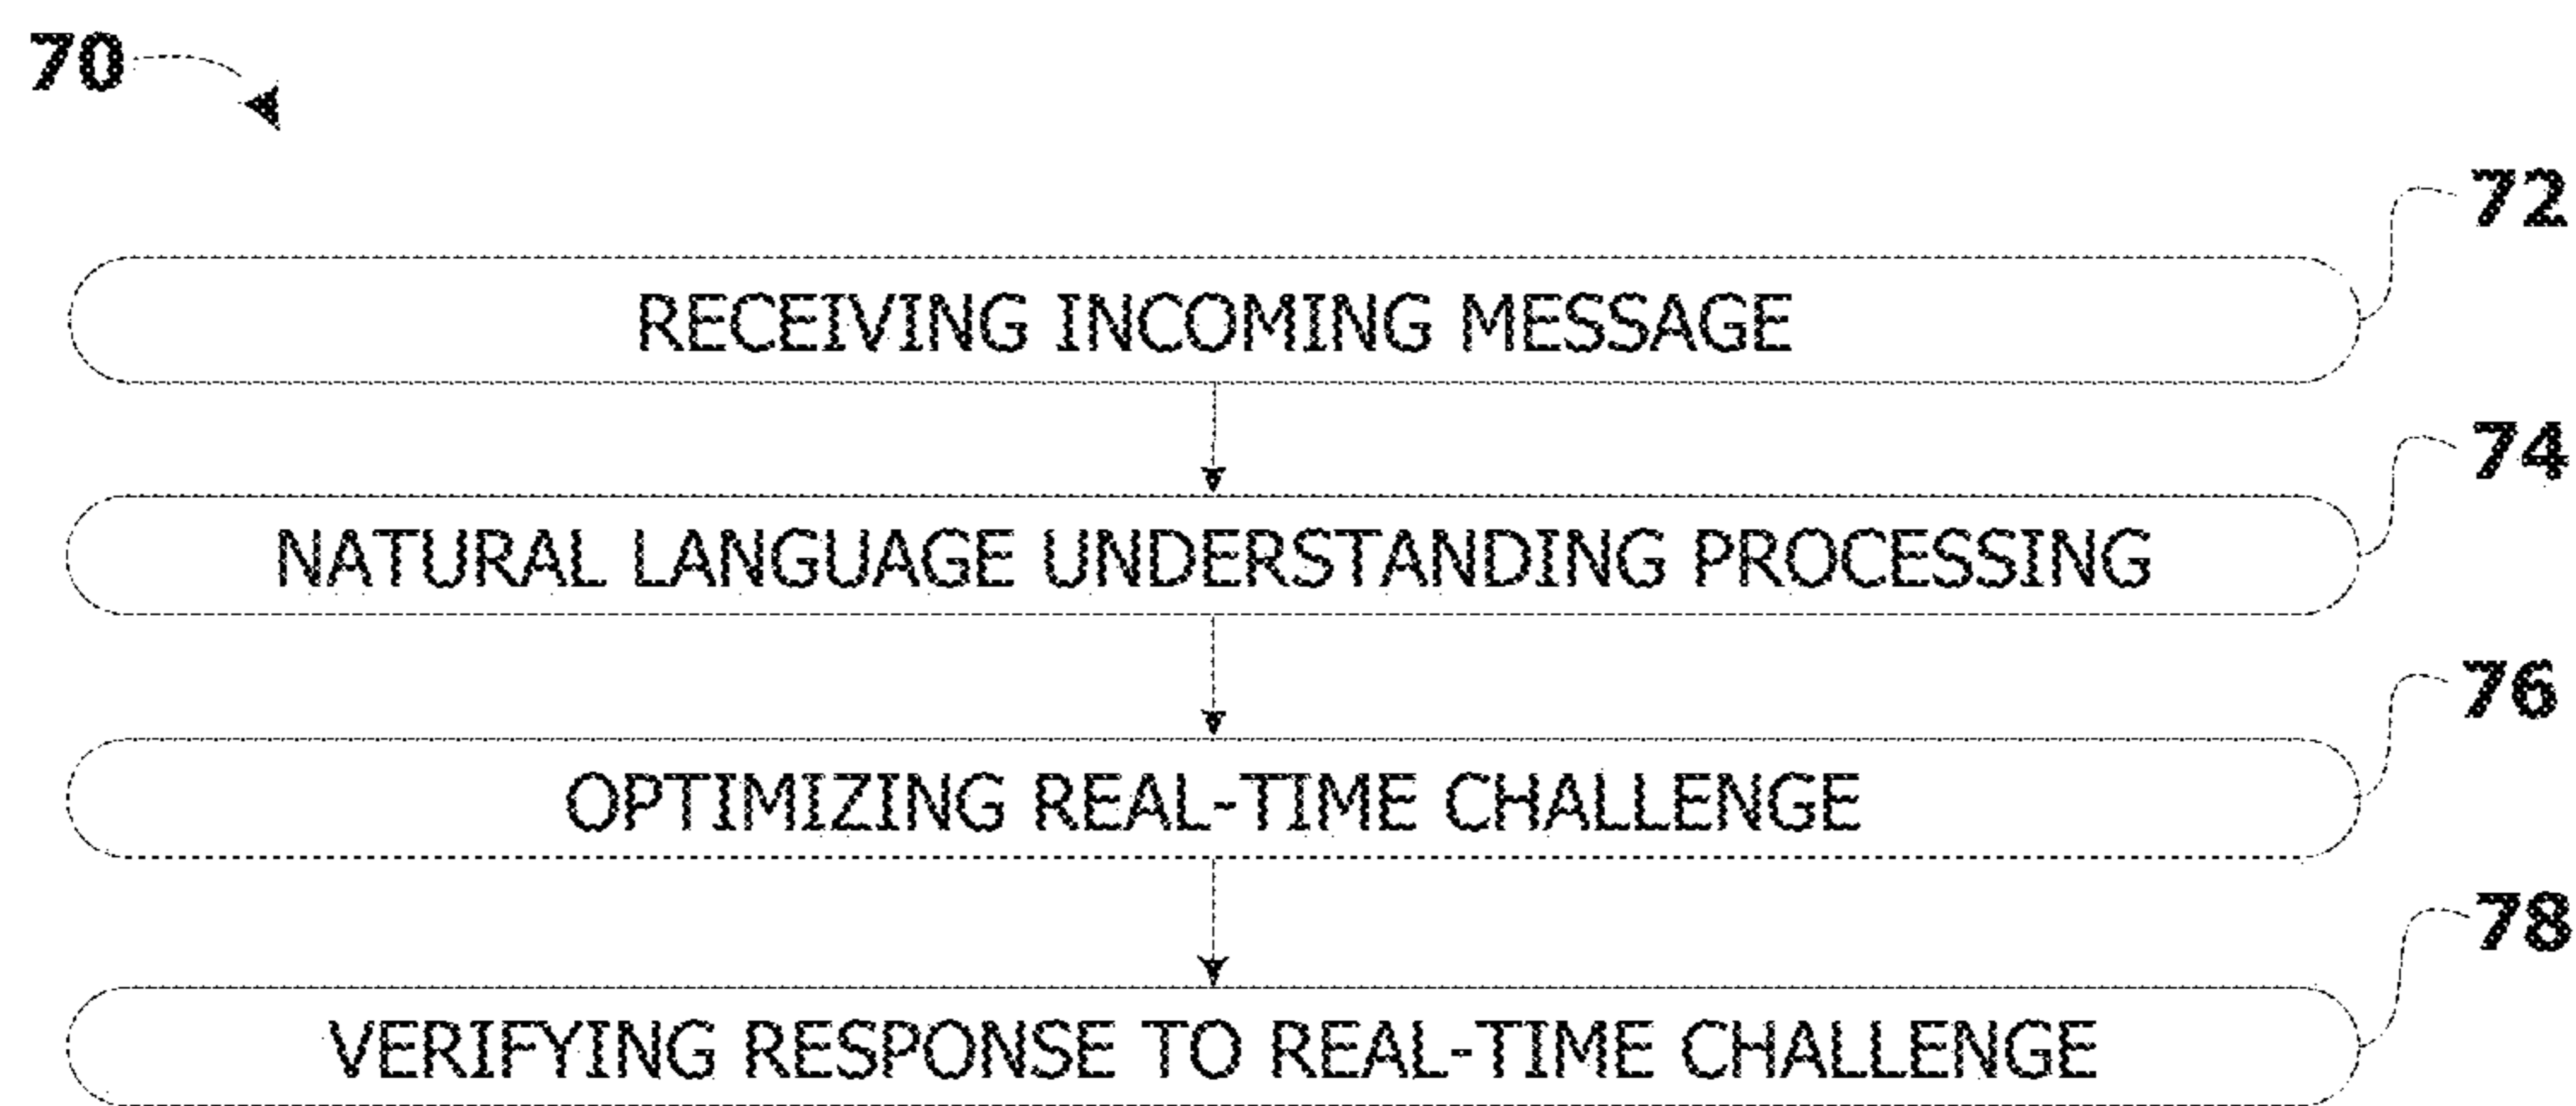 70
72
RECEIVING INCOMING MESSAGE
74
NATURAL LANGUAGE UNDERSTANDING PROCESSING
76
OPTIMIZING REAL-TIME CHALLENGE
78
VERIFYING RESPONSE TO REAL-TIME CHALLENGE